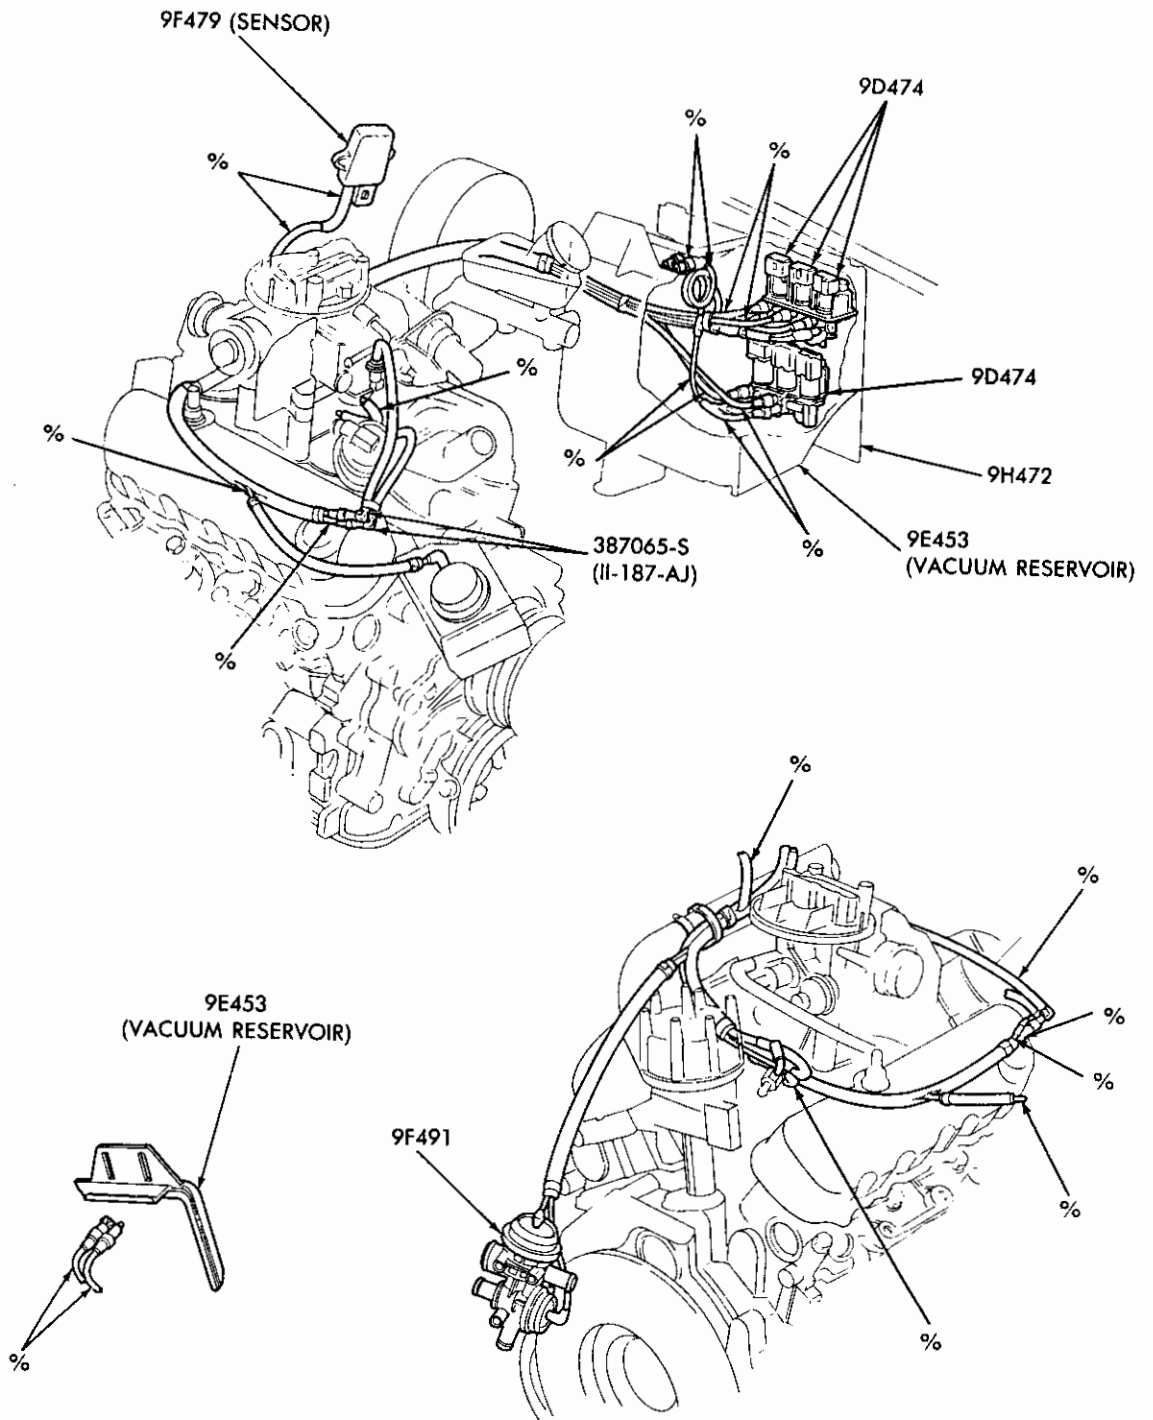 9F479 (SENSOR)
9D474
%
%
%
9D474
%
%
%
9H472
387065-S
(II-187-AJ)
%
9E453
(VACUUM RESERVOIR)
%
%
%
9E453
(VACUUM RESERVOIR)
%
%
9F491
%
%
%